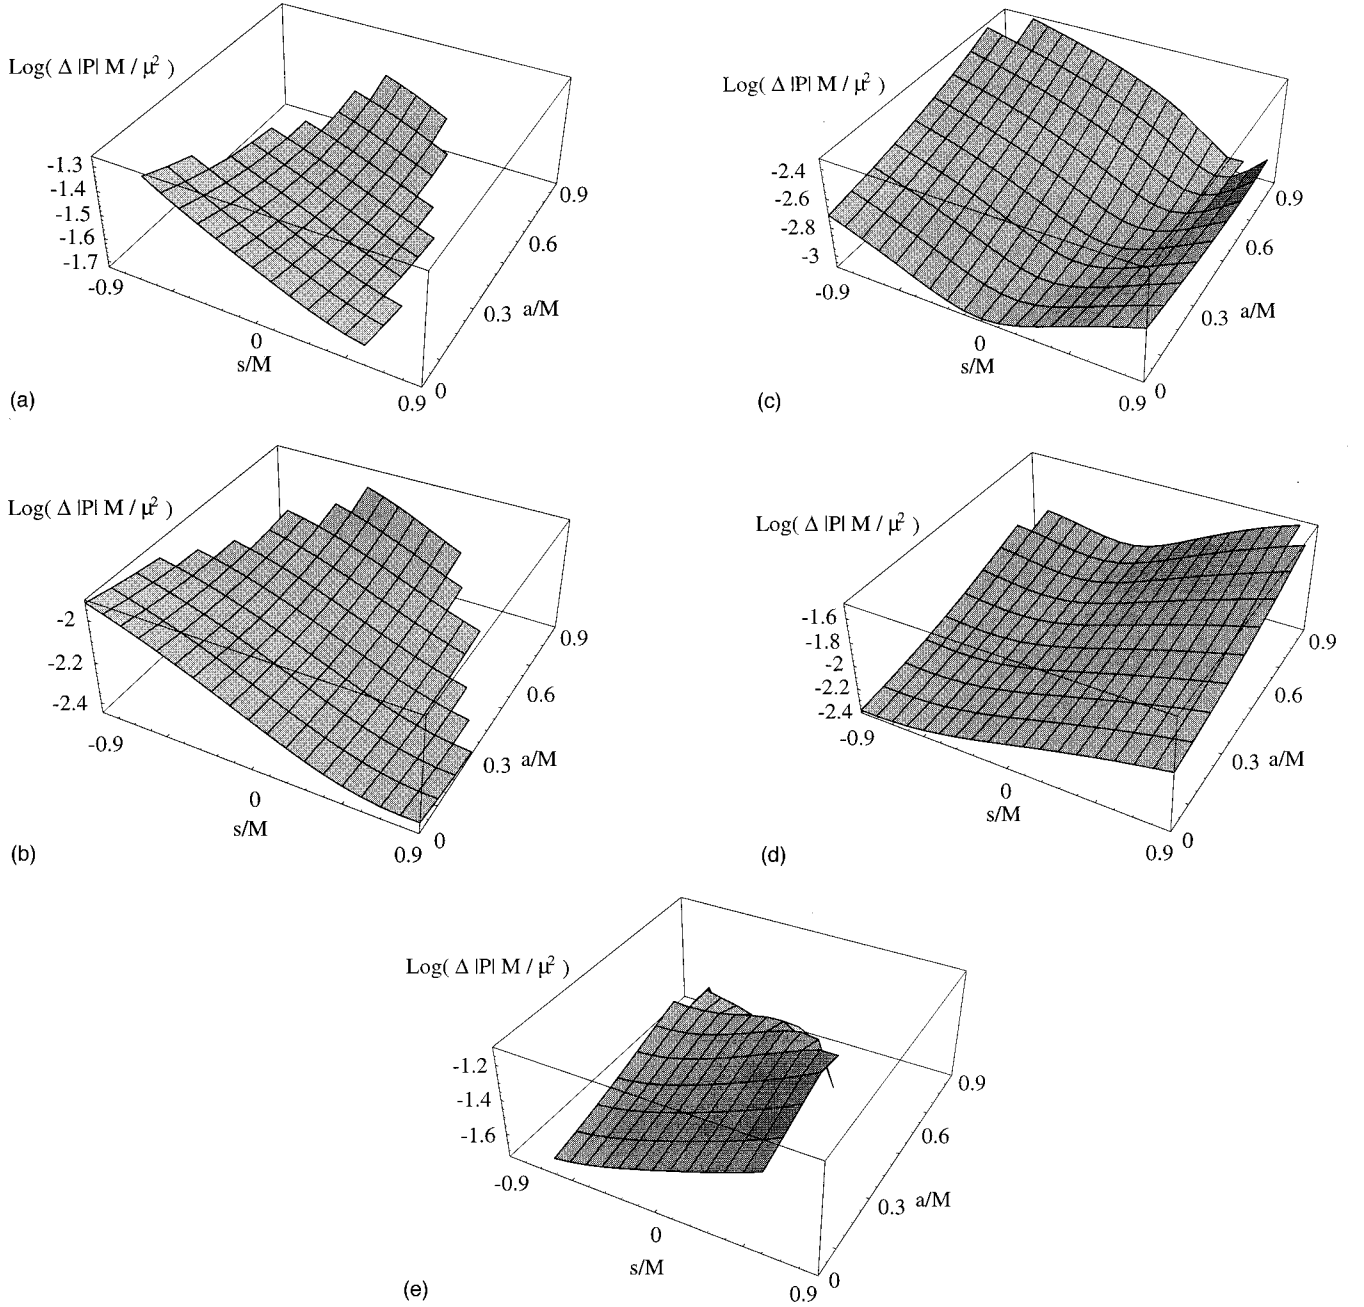 Log( Δ |P| M / μ² )
-1.3
-1.4
-1.5
-1.6
-1.7
-0.9
0
s/M
0.9
0
0.3
a/M
0.6
0.9
(a)
Log( Δ |P| M / μ² )
-2.4
-2.6
-2.8
-3
-0.9
0
s/M
0.9
0
0.3
a/M
0.6
0.9
(c)
Log( Δ |P| M / μ² )
-2
-2.2
-2.4
-0.9
0
s/M
0.9
0
0.3
a/M
0.6
0.9
(b)
Log( Δ |P| M / μ² )
-1.6
-1.8
-2
-2.2
-2.4
-0.9
0
s/M
0.9
0
0.3
a/M
0.6
0.9
(d)
Log( Δ |P| M / μ² )
-1.2
-1.4
-1.6
-0.9
0
s/M
0.9
0
0.3
a/M
0.6
0.9
(e)